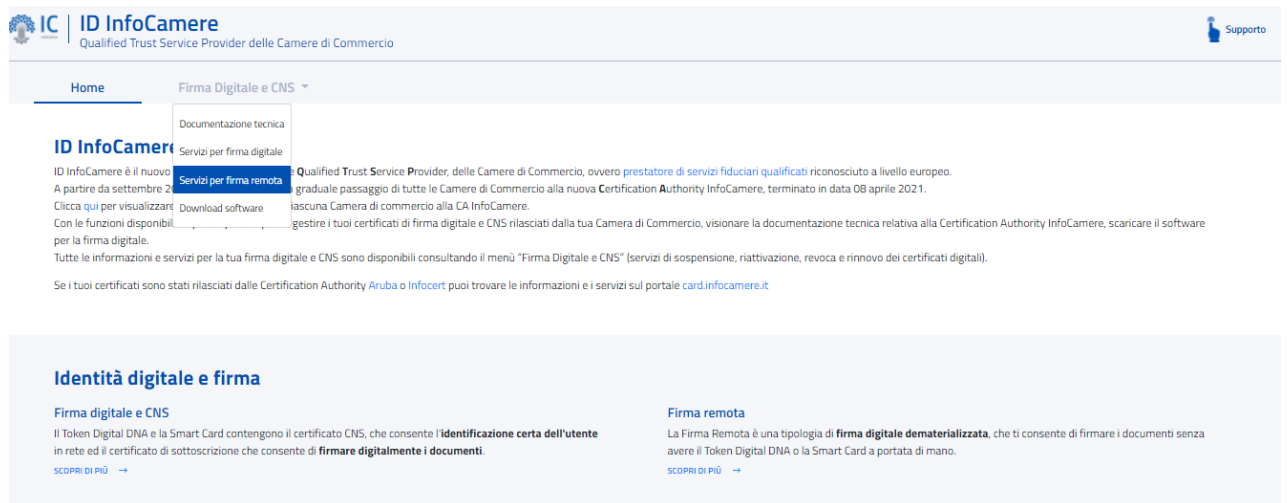 IC
ID InfoCamere
Qualified Trust Service Provider delle Camere di Commercio
Supporto
Home
Firma Digitale e CNS
Documentazione tecnica
Servizi per firma digitale
Servizi per firma remota
Download software
ID InfoCamere
ID InfoCamere è il nuovo e Qualified Trust Service Provider, delle Camere di Commercio, ovvero prestatore di servizi fiduciari qualificati riconosciuto a livello europeo.
A partire da settembre graduale passaggio di tutte le Camere di Commercio alla nuova Certification Authority InfoCamere, terminato in data 08 aprile 2021.
Clicca qui per visualizzare iascuna Camera di commercio alla CA InfoCamere.
Con le funzioni disponibil gestire i tuoi certificati di firma digitale e CNS rilasciati dalla tua Camera di Commercio, visionare la documentazione tecnica relativa alla Certification Authority InfoCamere, scaricare il software
per la firma digitale.
Tutte le informazioni e servizi per la tua firma digitale e CNS sono disponibili consultando il menù "Firma Digitale e CNS" (servizi di sospensione, riattivazione, revoca e rinnovo dei certificati digitali).
Se i tuoi certificati sono stati rilasciati dalle Certification Authority Aruba o Infocert puoi trovare le informazioni e i servizi sul portale card.infocamere.it
Identità digitale e firma
Firma digitale e CNS
Il Token Digital DNA e la Smart Card contengono il certificato CNS, che consente l'identificazione certa dell'utente
in rete ed il certificato di sottoscrizione che consente di firmare digitalmente i documenti.
SCOPRI DI PIÙ →
Firma remota
La Firma Remota è una tipologia di firma digitale dematerializzata, che ti consente di firmare i documenti senza
avere il Token Digital DNA o la Smart Card a portata di mano.
SCOPRI DI PIÙ →